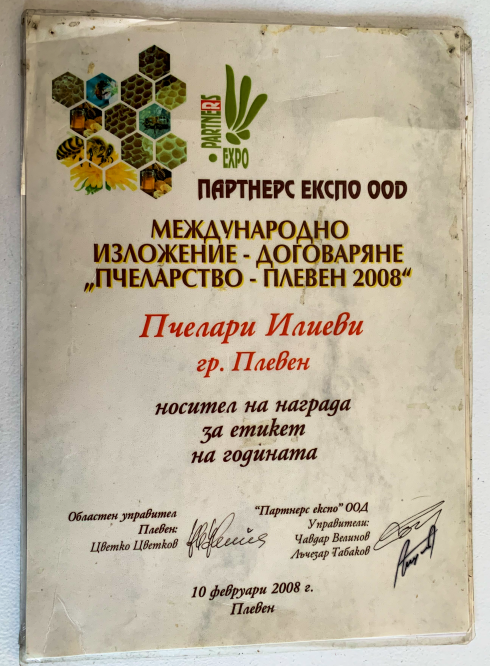 PARTNERS
EXPO
ПАРТНЕРС ЕКСПО ООД
МЕЖДУНАРОДНО
ИЗЛОЖЕНИЕ - ДОГОВАРЯНЕ
„ПЧЕЛАРСТВО - ПЛЕВЕН 2008“
Пчелари Илиеви
гр. Плевен
носител на награда
за етикет
на годината
Областен управител
Плевен:
Цветко Цветков
“Партнерс експо” ООД
Управители:
Чавдар Велинов
Лъчезар Табаков
10 февруари 2008 г.
Плевен